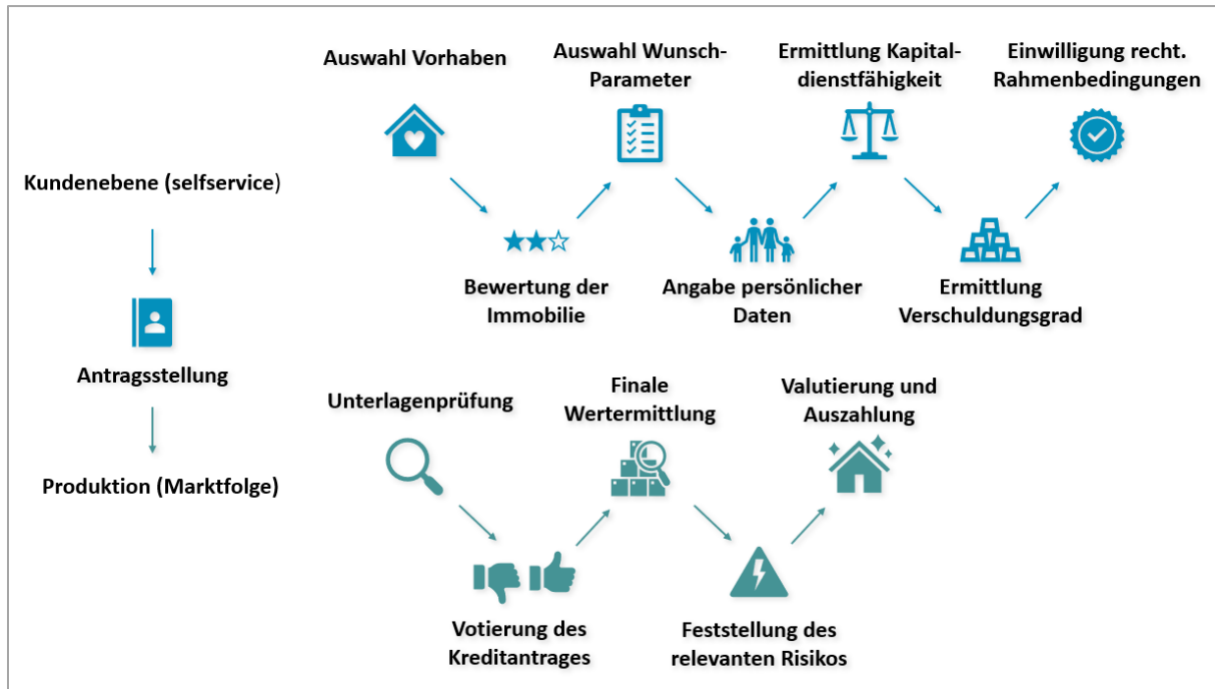 Auswahl Vorhaben
Auswahl Wunsch-
Parameter
Ermittlung Kapital-
dienstfähigkeit
Einwilligung recht.
Rahmenbedingungen
Kundenebene (selfservice)
Bewertung der
Immobilie
Angabe persönlicher
Daten
Ermittlung
Verschuldungsgrad
Antragsstellung
Unterlagenprüfung
Finale
Wertermittlung
Valutierung und
Auszahlung
Produktion (Marktfolge)
Votierung des
Kreditantrages
Feststellung des
relevanten Risikos